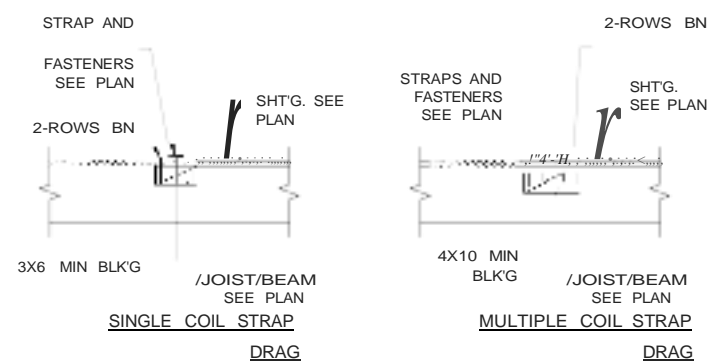 STRAP AND
FASTENERS
SEE PLAN
2-ROWS BN
SHT'G. SEE
PLAN
3X6 MIN BLK'G
/JOIST/BEAM
SEE PLAN
SINGLE COIL STRAP
DRAG
2-ROWS BN
STRAPS AND
FASTENERS
SEE PLAN
SHT'G.
SEE PLAN
4X10 MIN
BLK'G
/JOIST/BEAM
SEE PLAN
MULTIPLE COIL STRAP
DRAG